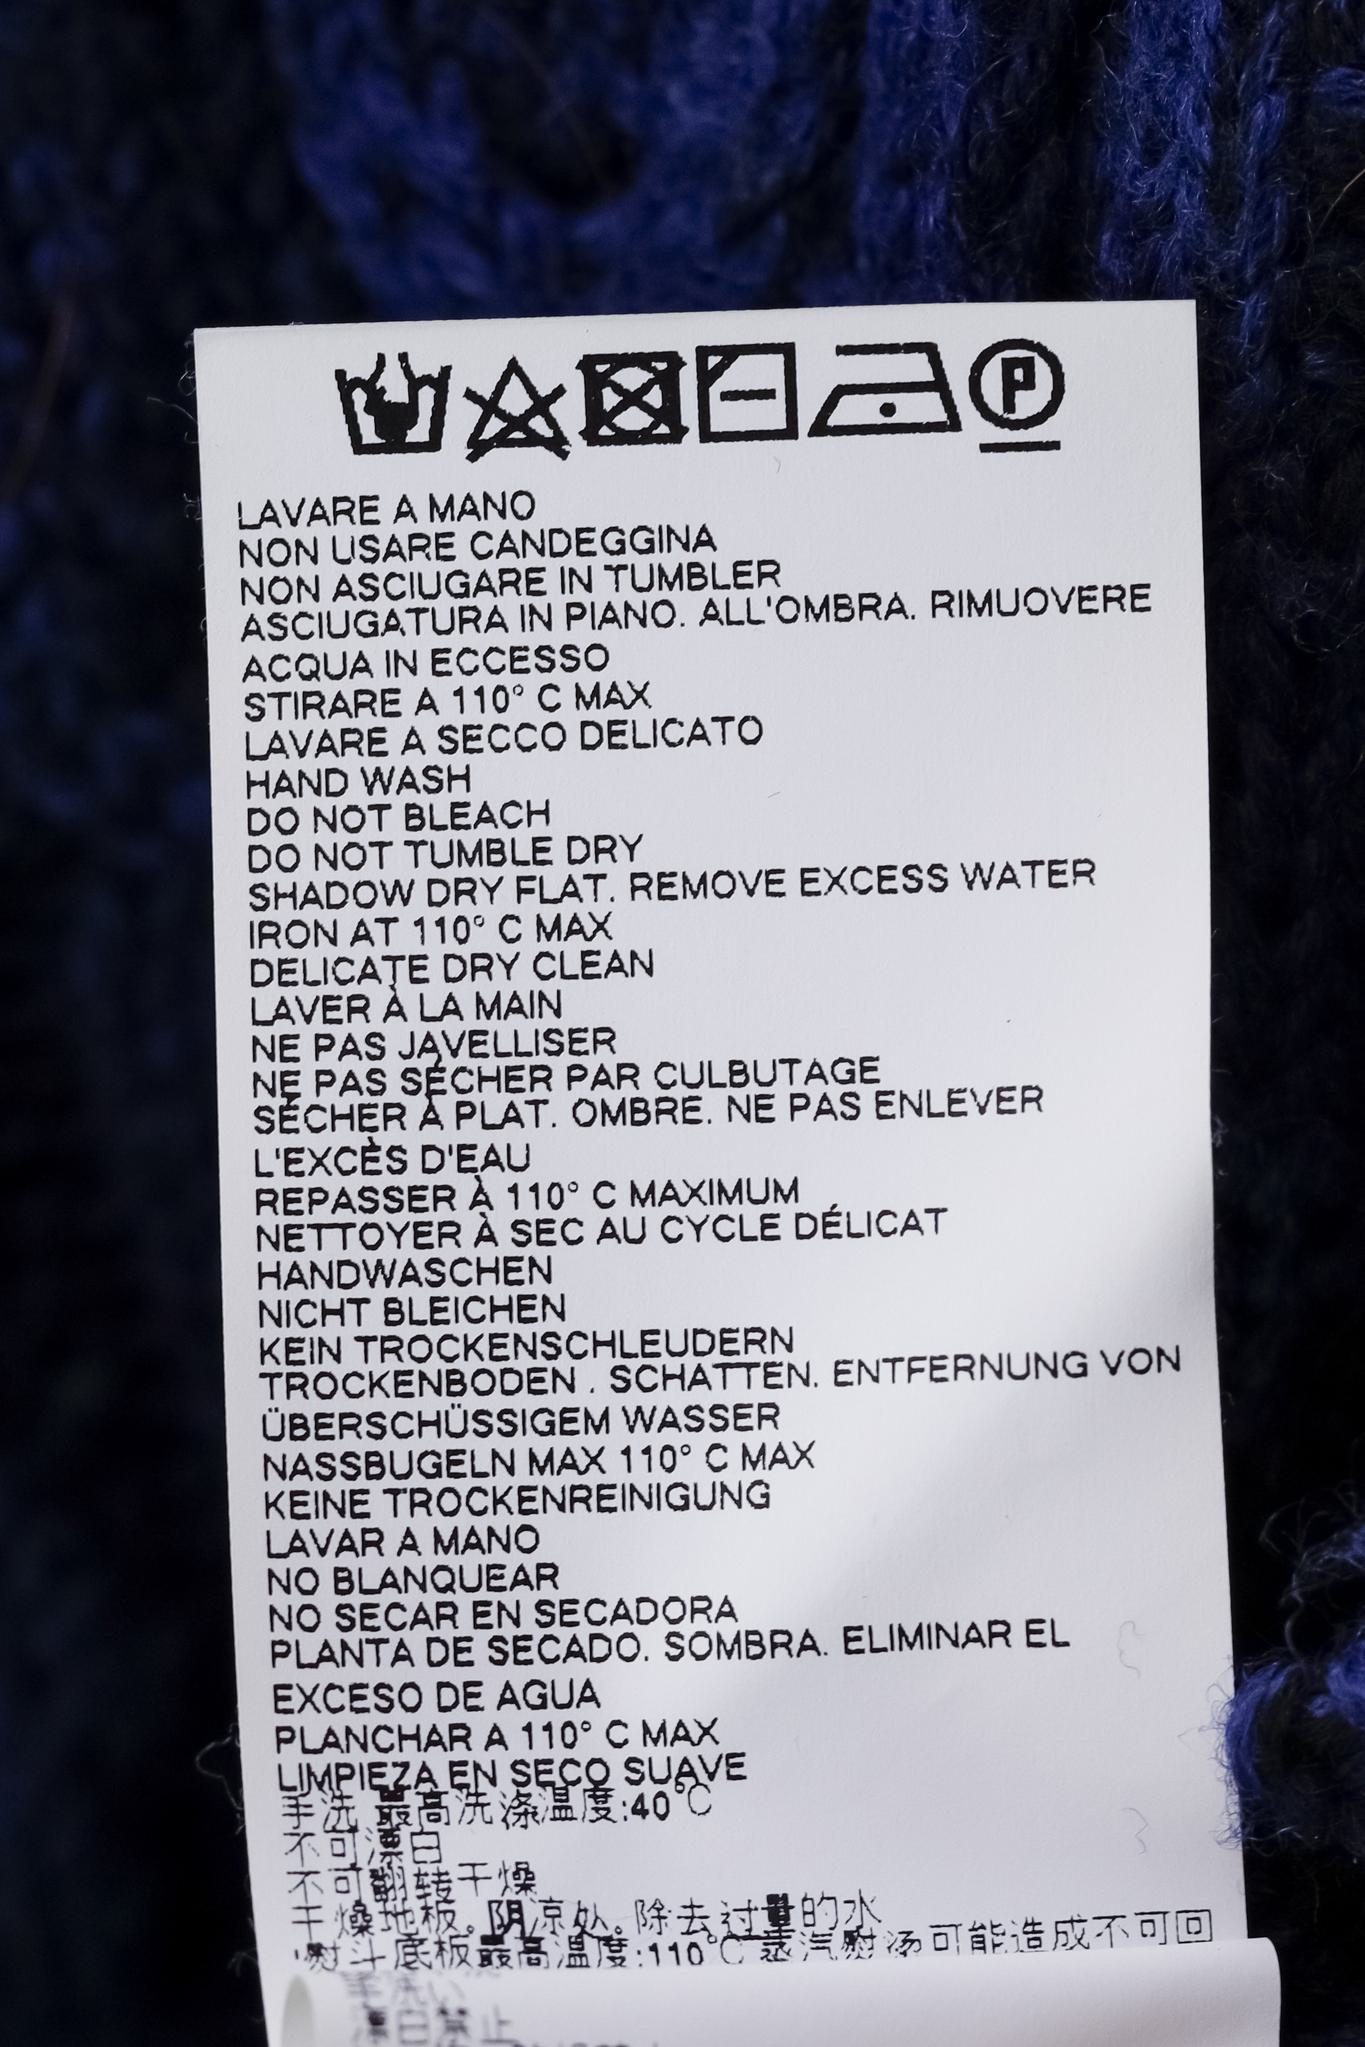 P
LAVARE A MANO
NON USARE CANDEGGINA
NON ASCIUGARE IN TUMBLER
ASCIUGATURA IN PIANO. ALL'OMBRA. RIMUOVERE
ACQUA IN ECCESSO
STIRARE A 110° C MAX
LAVARE A SECCO DELICATO
HAND WASH
DO NOT BLEACH
DO NOT TUMBLE DRY
SHADOW DRY FLAT. REMOVE EXCESS WATER
IRON AT 110° C MAX
DELICATE DRY CLEAN
LAVER À LA MAIN
NE PAS JAVELLISER
NE PAS SÉCHER PAR CULBUTAGE
SÉCHER À PLAT. OMBRE. NE PAS ENLEVER
L'EXCÈS D'EAU
REPASSER À 110° C MAXIMUM
NETTOYER À SEC AU CYCLE DÉLICAT
HANDWASCHEN
NICHT BLEICHEN
KEIN TROCKENSCHLEUDERN
TROCKENBODEN . SCHATTEN. ENTFERNUNG VON
ÜBERSCHÜSSIGEM WASSER
NASSBUGELN MAX 110° C MAX
KEINE TROCKENREINIGUNG
LAVAR A MANO
NO BLANQUEAR
NO SECAR EN SECADORA
PLANTA DE SECADO. SOMBRA. ELIMINAR EL
EXCESO DE AGUA
PLANCHAR A 110° C MAX
LIMPIEZA EN SECO SUAVE
手洗 最高洗涤温度:40℃
不可漂白
不可翻转干燥
干燥地板。阴凉处。除去过量的水
熨斗底板最高温度:110℃ 蒸汽熨烫可能造成不可回
手洗い
漂白禁止